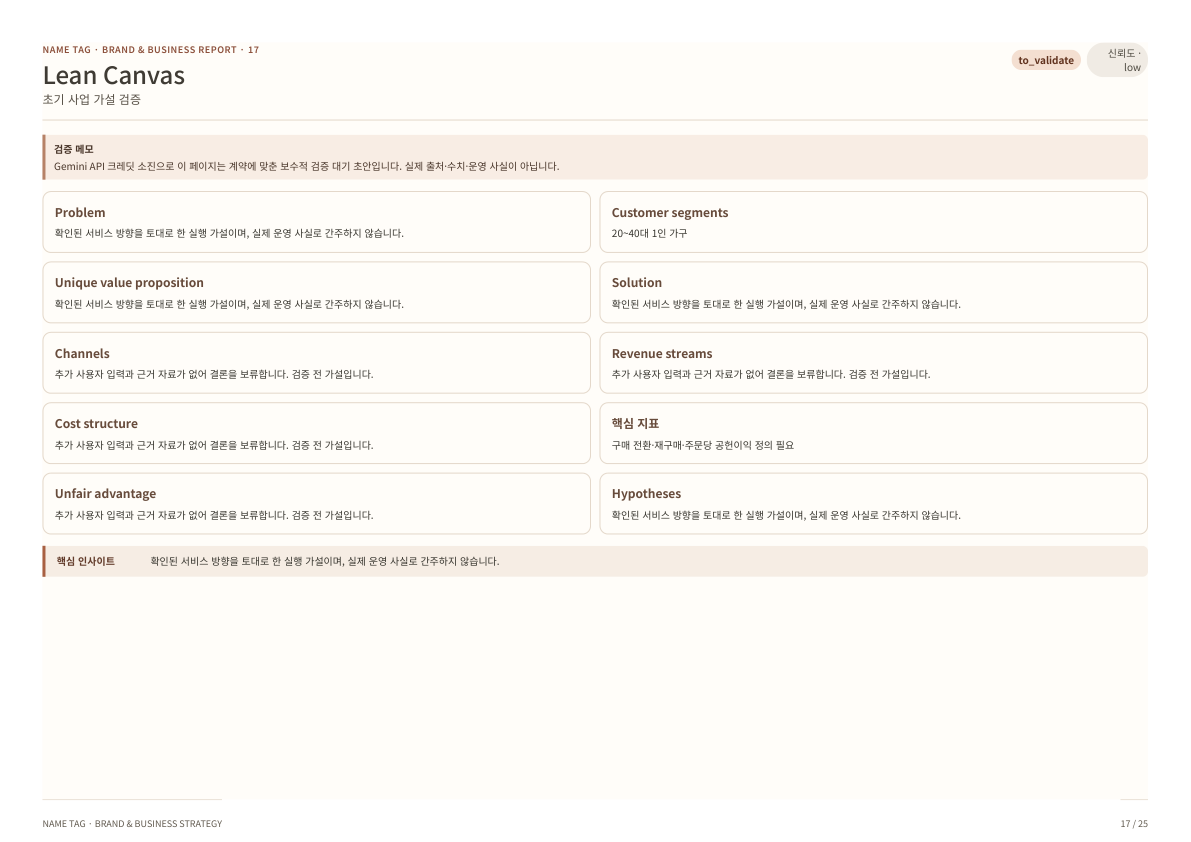 NAME TAG · BRAND & BUSINESS REPORT · 17
Lean Canvas
초기 사업 가설 검증
to_validate
신뢰도 ·
low
검증 메모
Gemini API 크레딧 소진으로 이 페이지는 계약에 맞춘 보수적 검증 대기 초안입니다. 실제 출처·수치·운영 사실이 아닙니다.
Problem
확인된 서비스 방향을 토대로 한 실행 가설이며, 실제 운영 사실로 간주하지 않습니다.
Customer segments
20~40대 1인 가구
Unique value proposition
확인된 서비스 방향을 토대로 한 실행 가설이며, 실제 운영 사실로 간주하지 않습니다.
Solution
확인된 서비스 방향을 토대로 한 실행 가설이며, 실제 운영 사실로 간주하지 않습니다.
Channels
추가 사용자 입력과 근거 자료가 없어 결론을 보류합니다. 검증 전 가설입니다.
Revenue streams
추가 사용자 입력과 근거 자료가 없어 결론을 보류합니다. 검증 전 가설입니다.
Cost structure
추가 사용자 입력과 근거 자료가 없어 결론을 보류합니다. 검증 전 가설입니다.
핵심 지표
구매 전환·재구매·주문당 공헌이익 정의 필요
Unfair advantage
추가 사용자 입력과 근거 자료가 없어 결론을 보류합니다. 검증 전 가설입니다.
Hypotheses
확인된 서비스 방향을 토대로 한 실행 가설이며, 실제 운영 사실로 간주하지 않습니다.
핵심 인사이트 확인된 서비스 방향을 토대로 한 실행 가설이며, 실제 운영 사실로 간주하지 않습니다.
NAME TAG · BRAND & BUSINESS STRATEGY
17 / 25